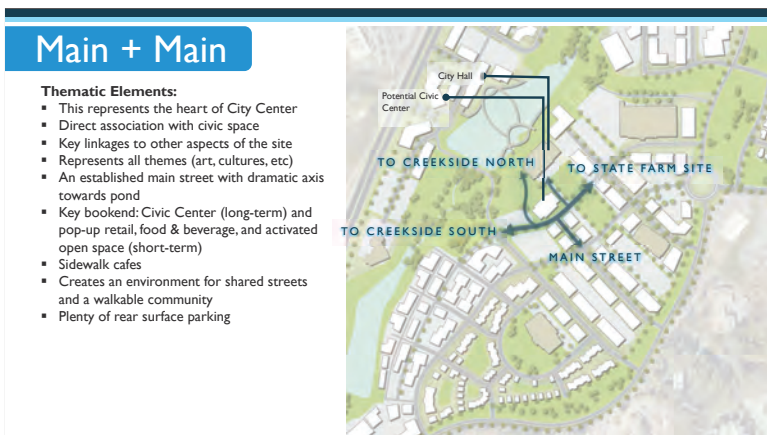 Main + Main
Thematic Elements:
▪ This represents the heart of City Center
▪ Direct association with civic space
▪ Key linkages to other aspects of the site
▪ Represents all themes (art, cultures, etc)
▪ An established main street with dramatic axis
towards pond
▪ Key bookend: Civic Center (long-term) and
pop-up retail, food & beverage, and activated
open space (short-term)
▪ Sidewalk cafes
▪ Creates an environment for shared streets
and a walkable community
▪ Plenty of rear surface parking
City Hall
Potential Civic
Center
TO CREEKSIDE NORTH
TO STATE FARM SITE
TO CREEKSIDE SOUTH
MAIN STREET